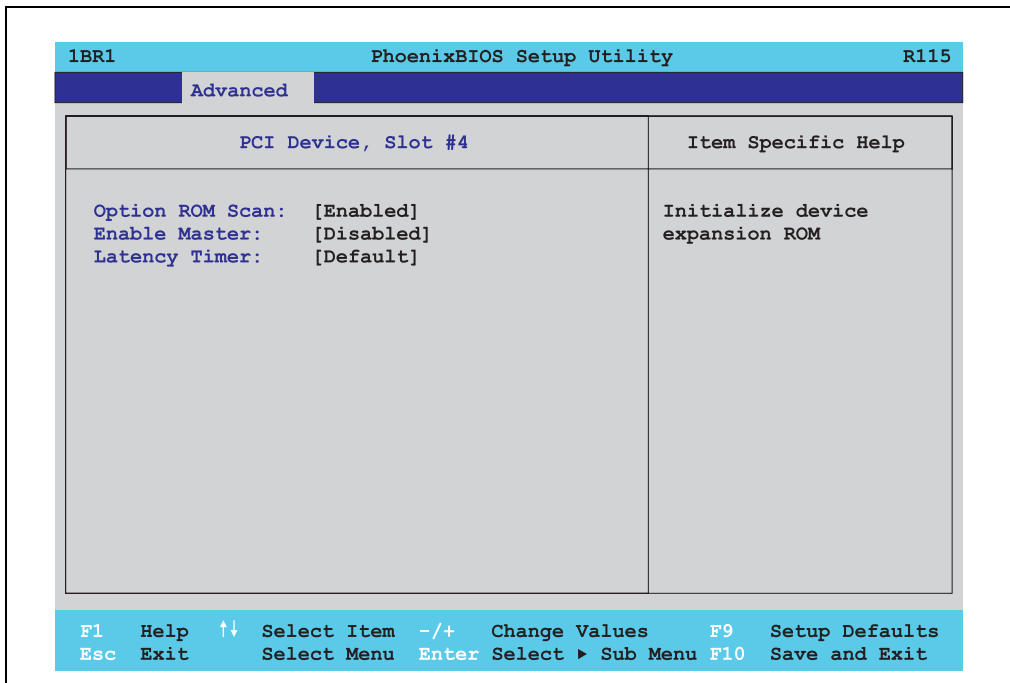 1BR1 PhoenixBIOS Setup Utility R115
Advanced
PCI Device, Slot #4 Item Specific Help
Option ROM Scan: [Enabled] Initialize device
Enable Master: [Disabled] expansion ROM
Latency Timer: [Default]
F1 Help ↑↓ Select Item -/+ Change Values F9 Setup Defaults
Esc Exit Select Menu Enter Select ▶ Sub Menu F10 Save and Exit